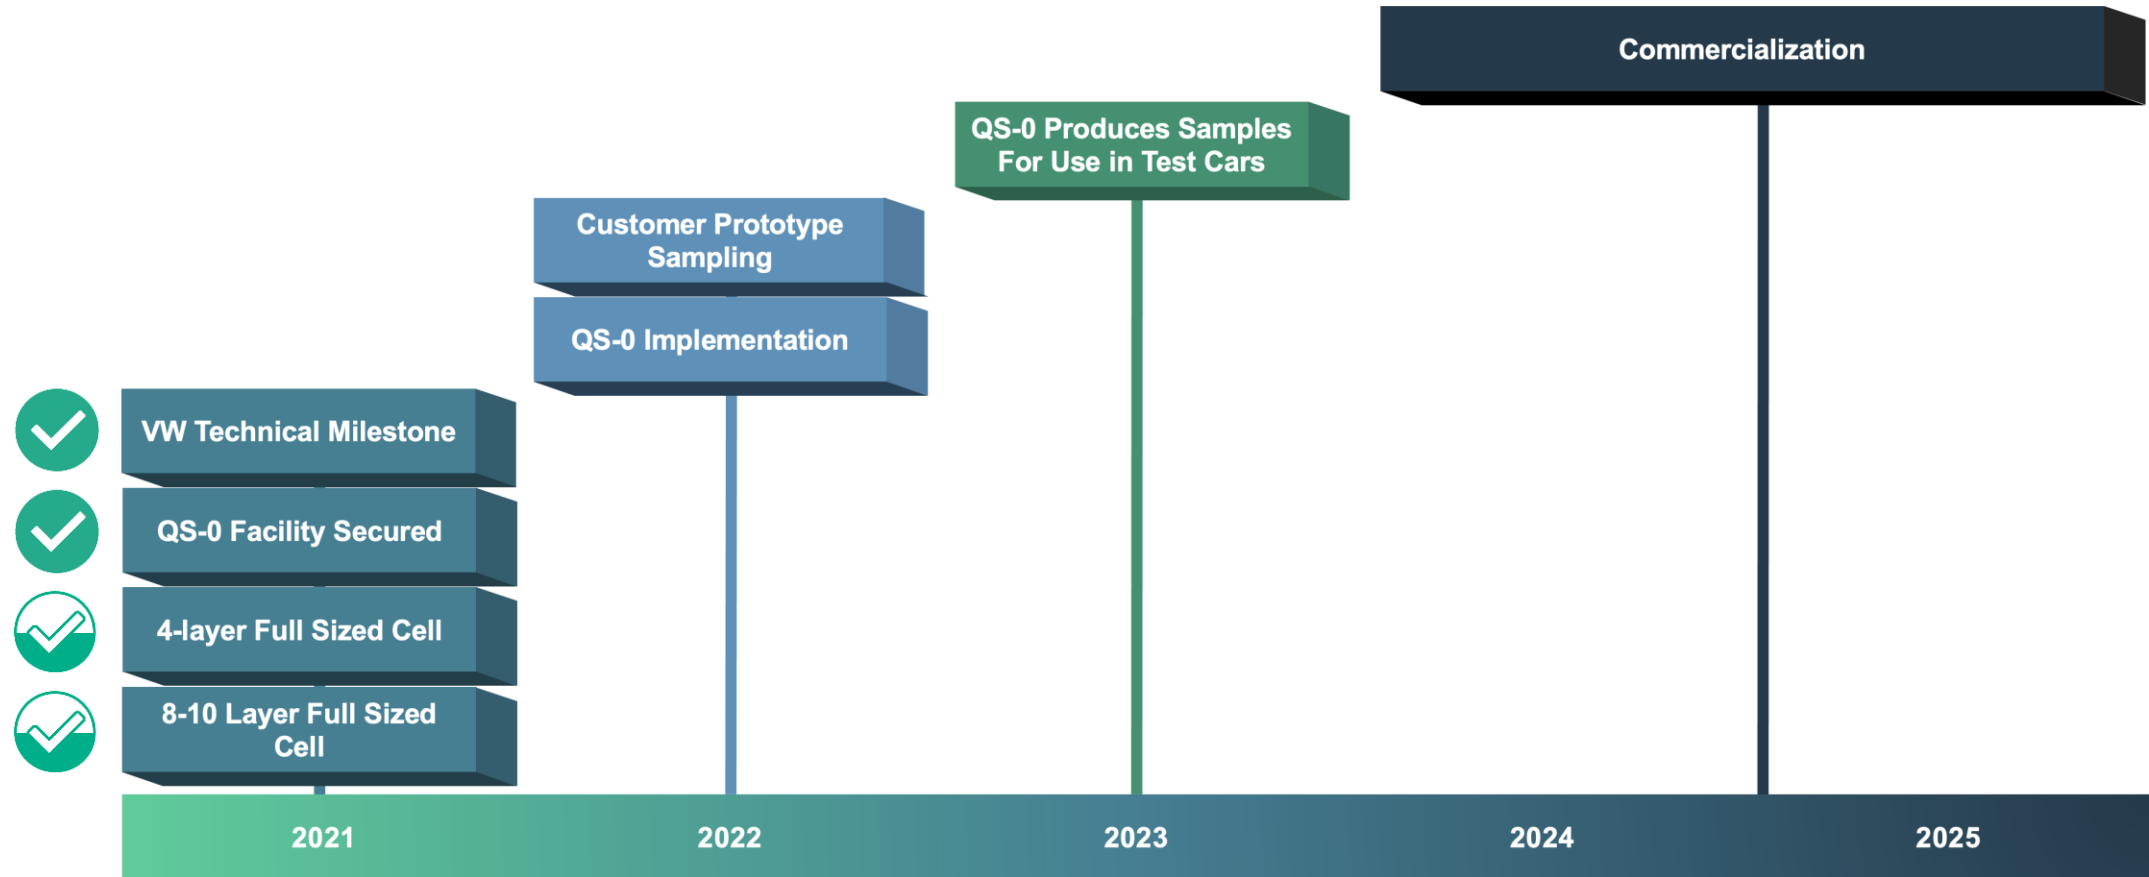 Commercialization
QS-0 Produces Samples
For Use in Test Cars
Customer Prototype
Sampling
QS-0 Implementation
VW Technical Milestone
QS-0 Facility Secured
4-layer Full Sized Cell
8-10 Layer Full Sized
Cell
2021
2022
2023
2024
2025